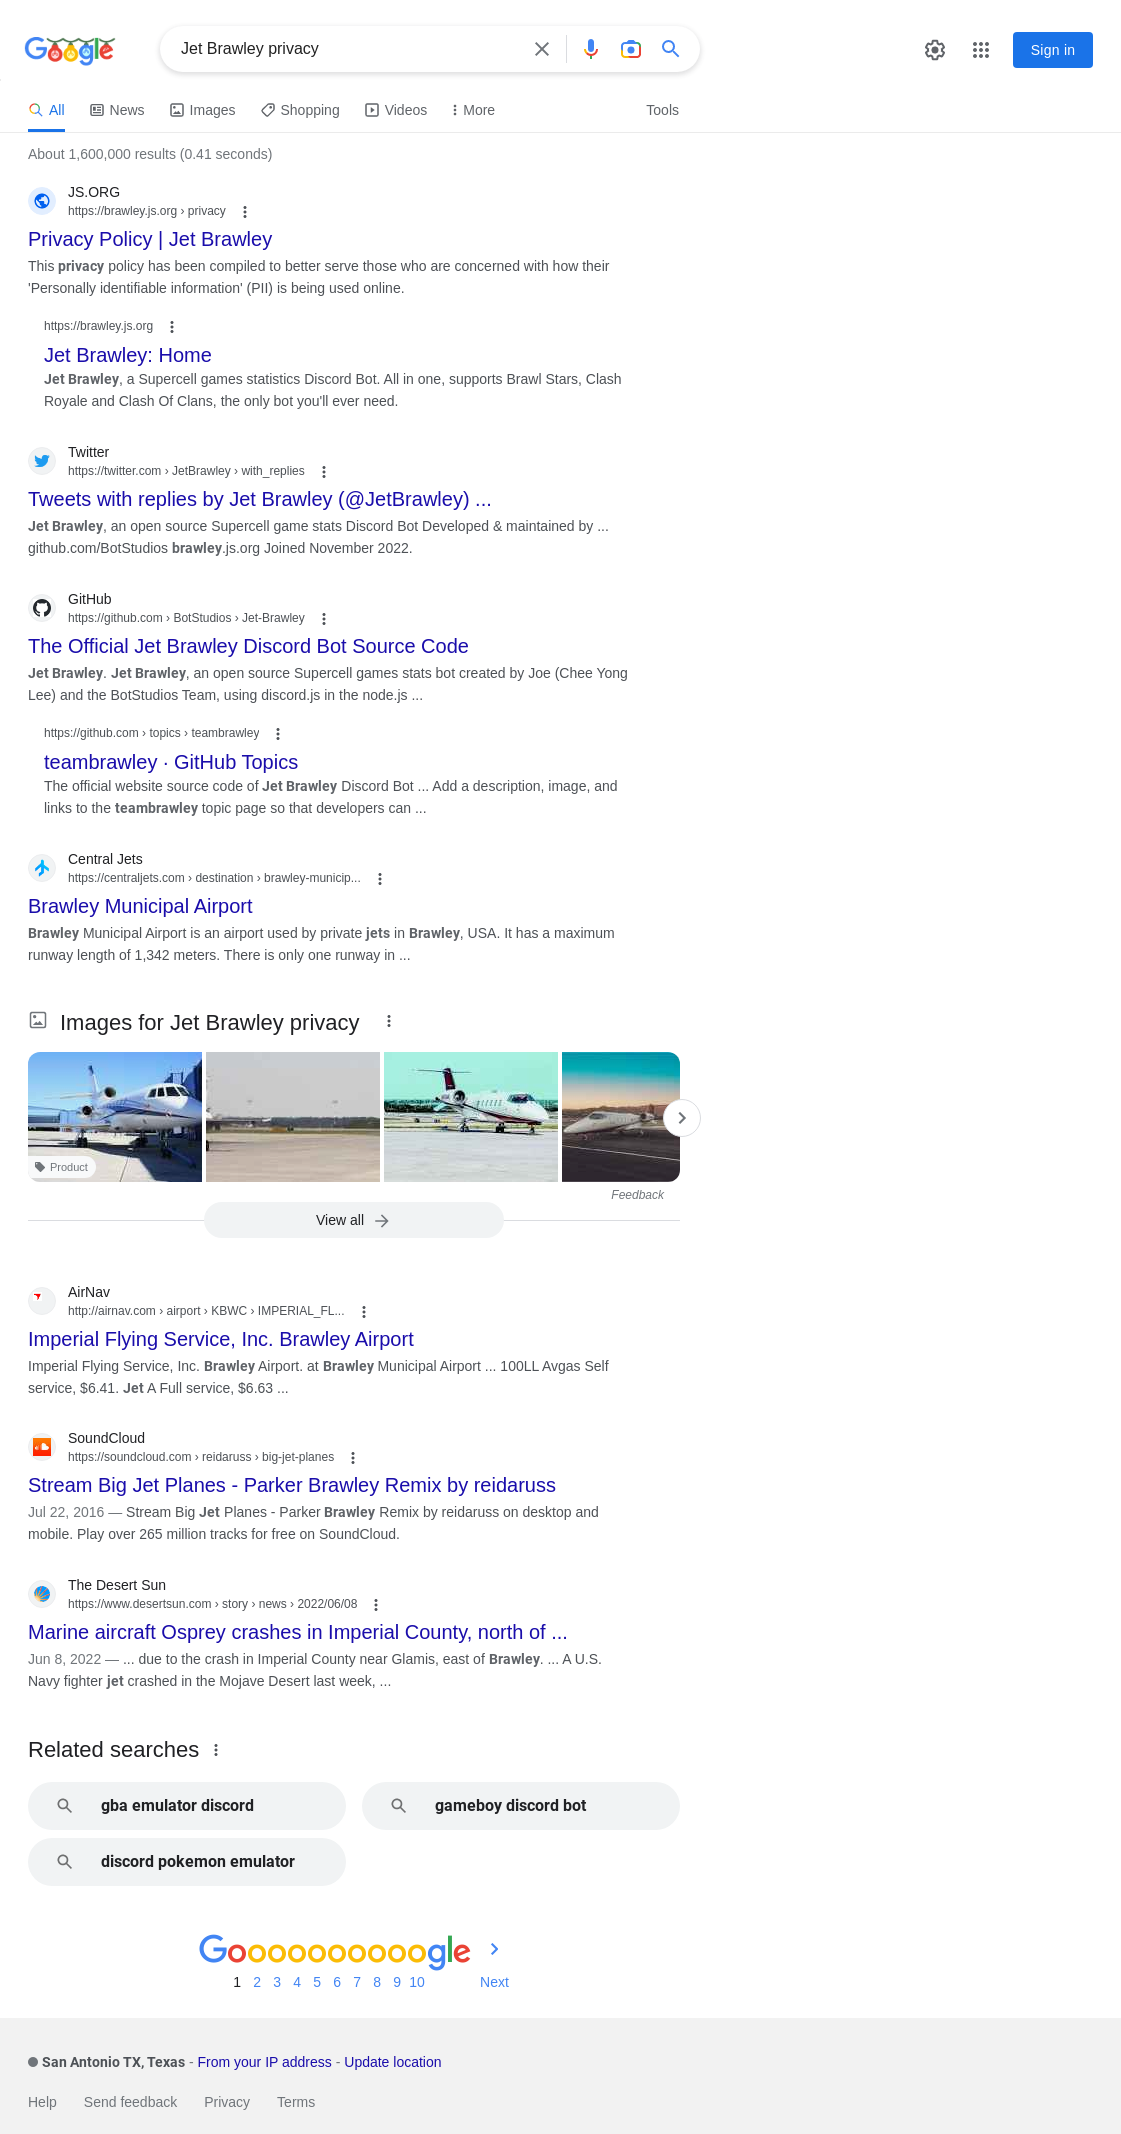 Google
Jet Brawley privacy
Sign in
All
News
Images
Shopping
Videos
More
Tools
About 1,600,000 results (0.41 seconds)
JS.ORG
https://brawley.js.org › privacy
Privacy Policy | Jet Brawley
This privacy policy has been compiled to better serve those who are concerned with how their
'Personally identifiable information' (PII) is being used online.
https://brawley.js.org
Jet Brawley: Home
Jet Brawley, a Supercell games statistics Discord Bot. All in one, supports Brawl Stars, Clash
Royale and Clash Of Clans, the only bot you'll ever need.
Twitter
https://twitter.com › JetBrawley › with_replies
Tweets with replies by Jet Brawley (@JetBrawley) ...
Jet Brawley, an open source Supercell game stats Discord Bot Developed & maintained by ...
github.com/BotStudios brawley.js.org Joined November 2022.
GitHub
https://github.com › BotStudios › Jet-Brawley
The Official Jet Brawley Discord Bot Source Code
Jet Brawley. Jet Brawley, an open source Supercell games stats bot created by Joe (Chee Yong
Lee) and the BotStudios Team, using discord.js in the node.js ...
https://github.com › topics › teambrawley
teambrawley · GitHub Topics
The official website source code of Jet Brawley Discord Bot ... Add a description, image, and
links to the teambrawley topic page so that developers can ...
Central Jets
https://centraljets.com › destination › brawley-municip...
Brawley Municipal Airport
Brawley Municipal Airport is an airport used by private jets in Brawley, USA. It has a maximum
runway length of 1,342 meters. There is only one runway in ...
Images for Jet Brawley privacy
Product
Feedback
View all
AirNav
http://airnav.com › airport › KBWC › IMPERIAL_FL...
Imperial Flying Service, Inc. Brawley Airport
Imperial Flying Service, Inc. Brawley Airport. at Brawley Municipal Airport ... 100LL Avgas Self
service, $6.41. Jet A Full service, $6.63 ...
SoundCloud
https://soundcloud.com › reidaruss › big-jet-planes
Stream Big Jet Planes - Parker Brawley Remix by reidaruss
Jul 22, 2016 — Stream Big Jet Planes - Parker Brawley Remix by reidaruss on desktop and
mobile. Play over 265 million tracks for free on SoundCloud.
The Desert Sun
https://www.desertsun.com › story › news › 2022/06/08
Marine aircraft Osprey crashes in Imperial County, north of ...
Jun 8, 2022 — ... due to the crash in Imperial County near Glamis, east of Brawley. ... A U.S.
Navy fighter jet crashed in the Mojave Desert last week, ...
Related searches
gba emulator discord
gameboy discord bot
discord pokemon emulator
Goooooooooogle
1 2 3 4 5 6 7 8 9 10 Next
San Antonio TX, Texas - From your IP address - Update location
Help Send feedback Privacy Terms